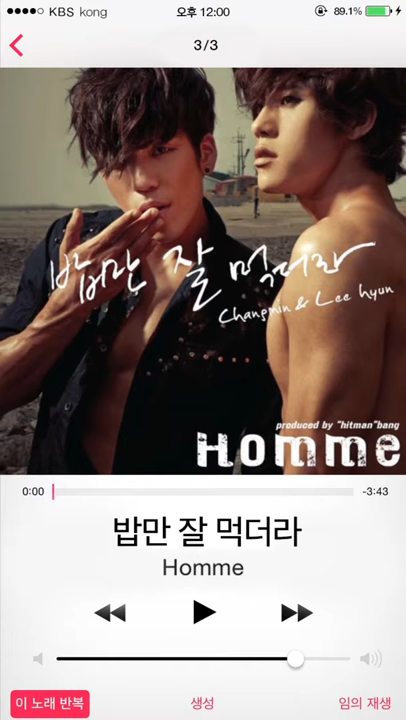 KBS kong 오후 12:00 89.1%
3/3
밥만 잘 먹더라
Changmin & Lee hyun
produced by "hitman"bang
Homme
0:00 -3:43
밥만 잘 먹더라
Homme
이 노래 반복 생성 임의 재생